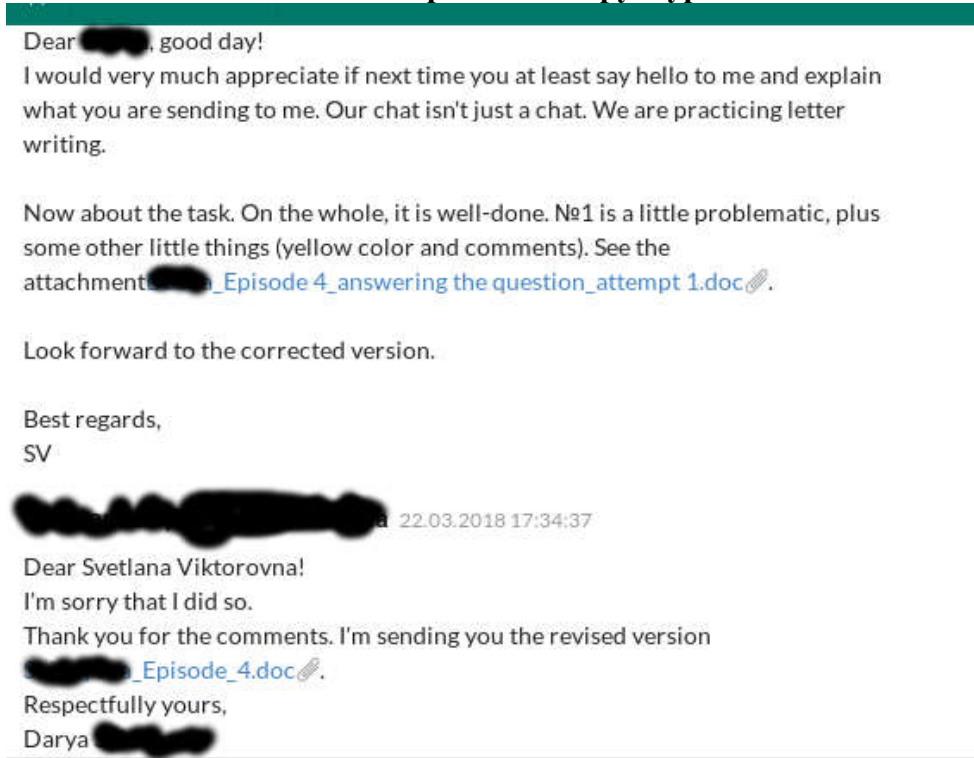 Dear , good day!
I would very much appreciate if next time you at least say hello to me and explain
what you are sending to me. Our chat isn't just a chat. We are practicing letter
writing.
Now about the task. On the whole, it is well-done. №1 is a little problematic, plus
some other little things (yellow color and comments). See the
attachment _Episode 4_answering the question_attempt 1.doc.
Look forward to the corrected version.
Best regards,
SV
22.03.2018 17:34:37
Dear Svetlana Viktorovna!
I'm sorry that I did so.
Thank you for the comments. I'm sending you the revised version
_Episode_4.doc.
Respectfully yours,
Darya